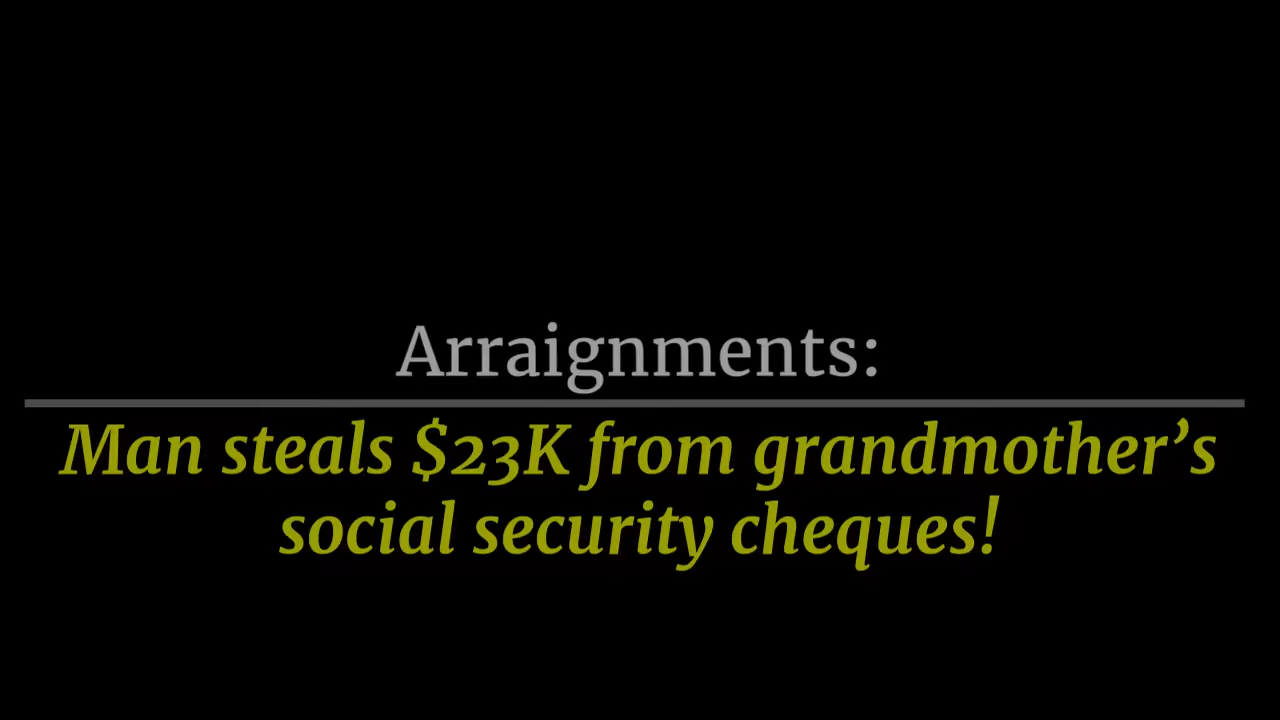 Arraignments:
Man steals $23K from grandmother’s
social security cheques!